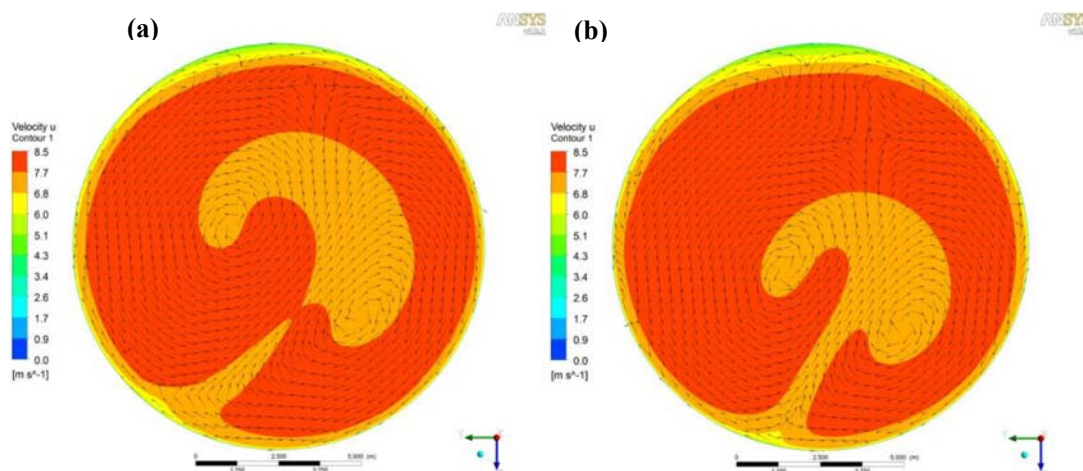 (a)
ANSYS
Velocity u
Contour 1
8.5
7.7
6.8
6.0
5.1
4.3
3.4
2.6
1.7
0.9
0.0
[m s^-1]
0 2.500 5.000 (m)
(b)
ANSYS
Velocity u
Contour 1
8.5
7.7
6.8
6.0
5.1
4.3
3.4
2.6
1.7
0.9
0.0
[m s^-1]
0 2.500 5.000 (m)